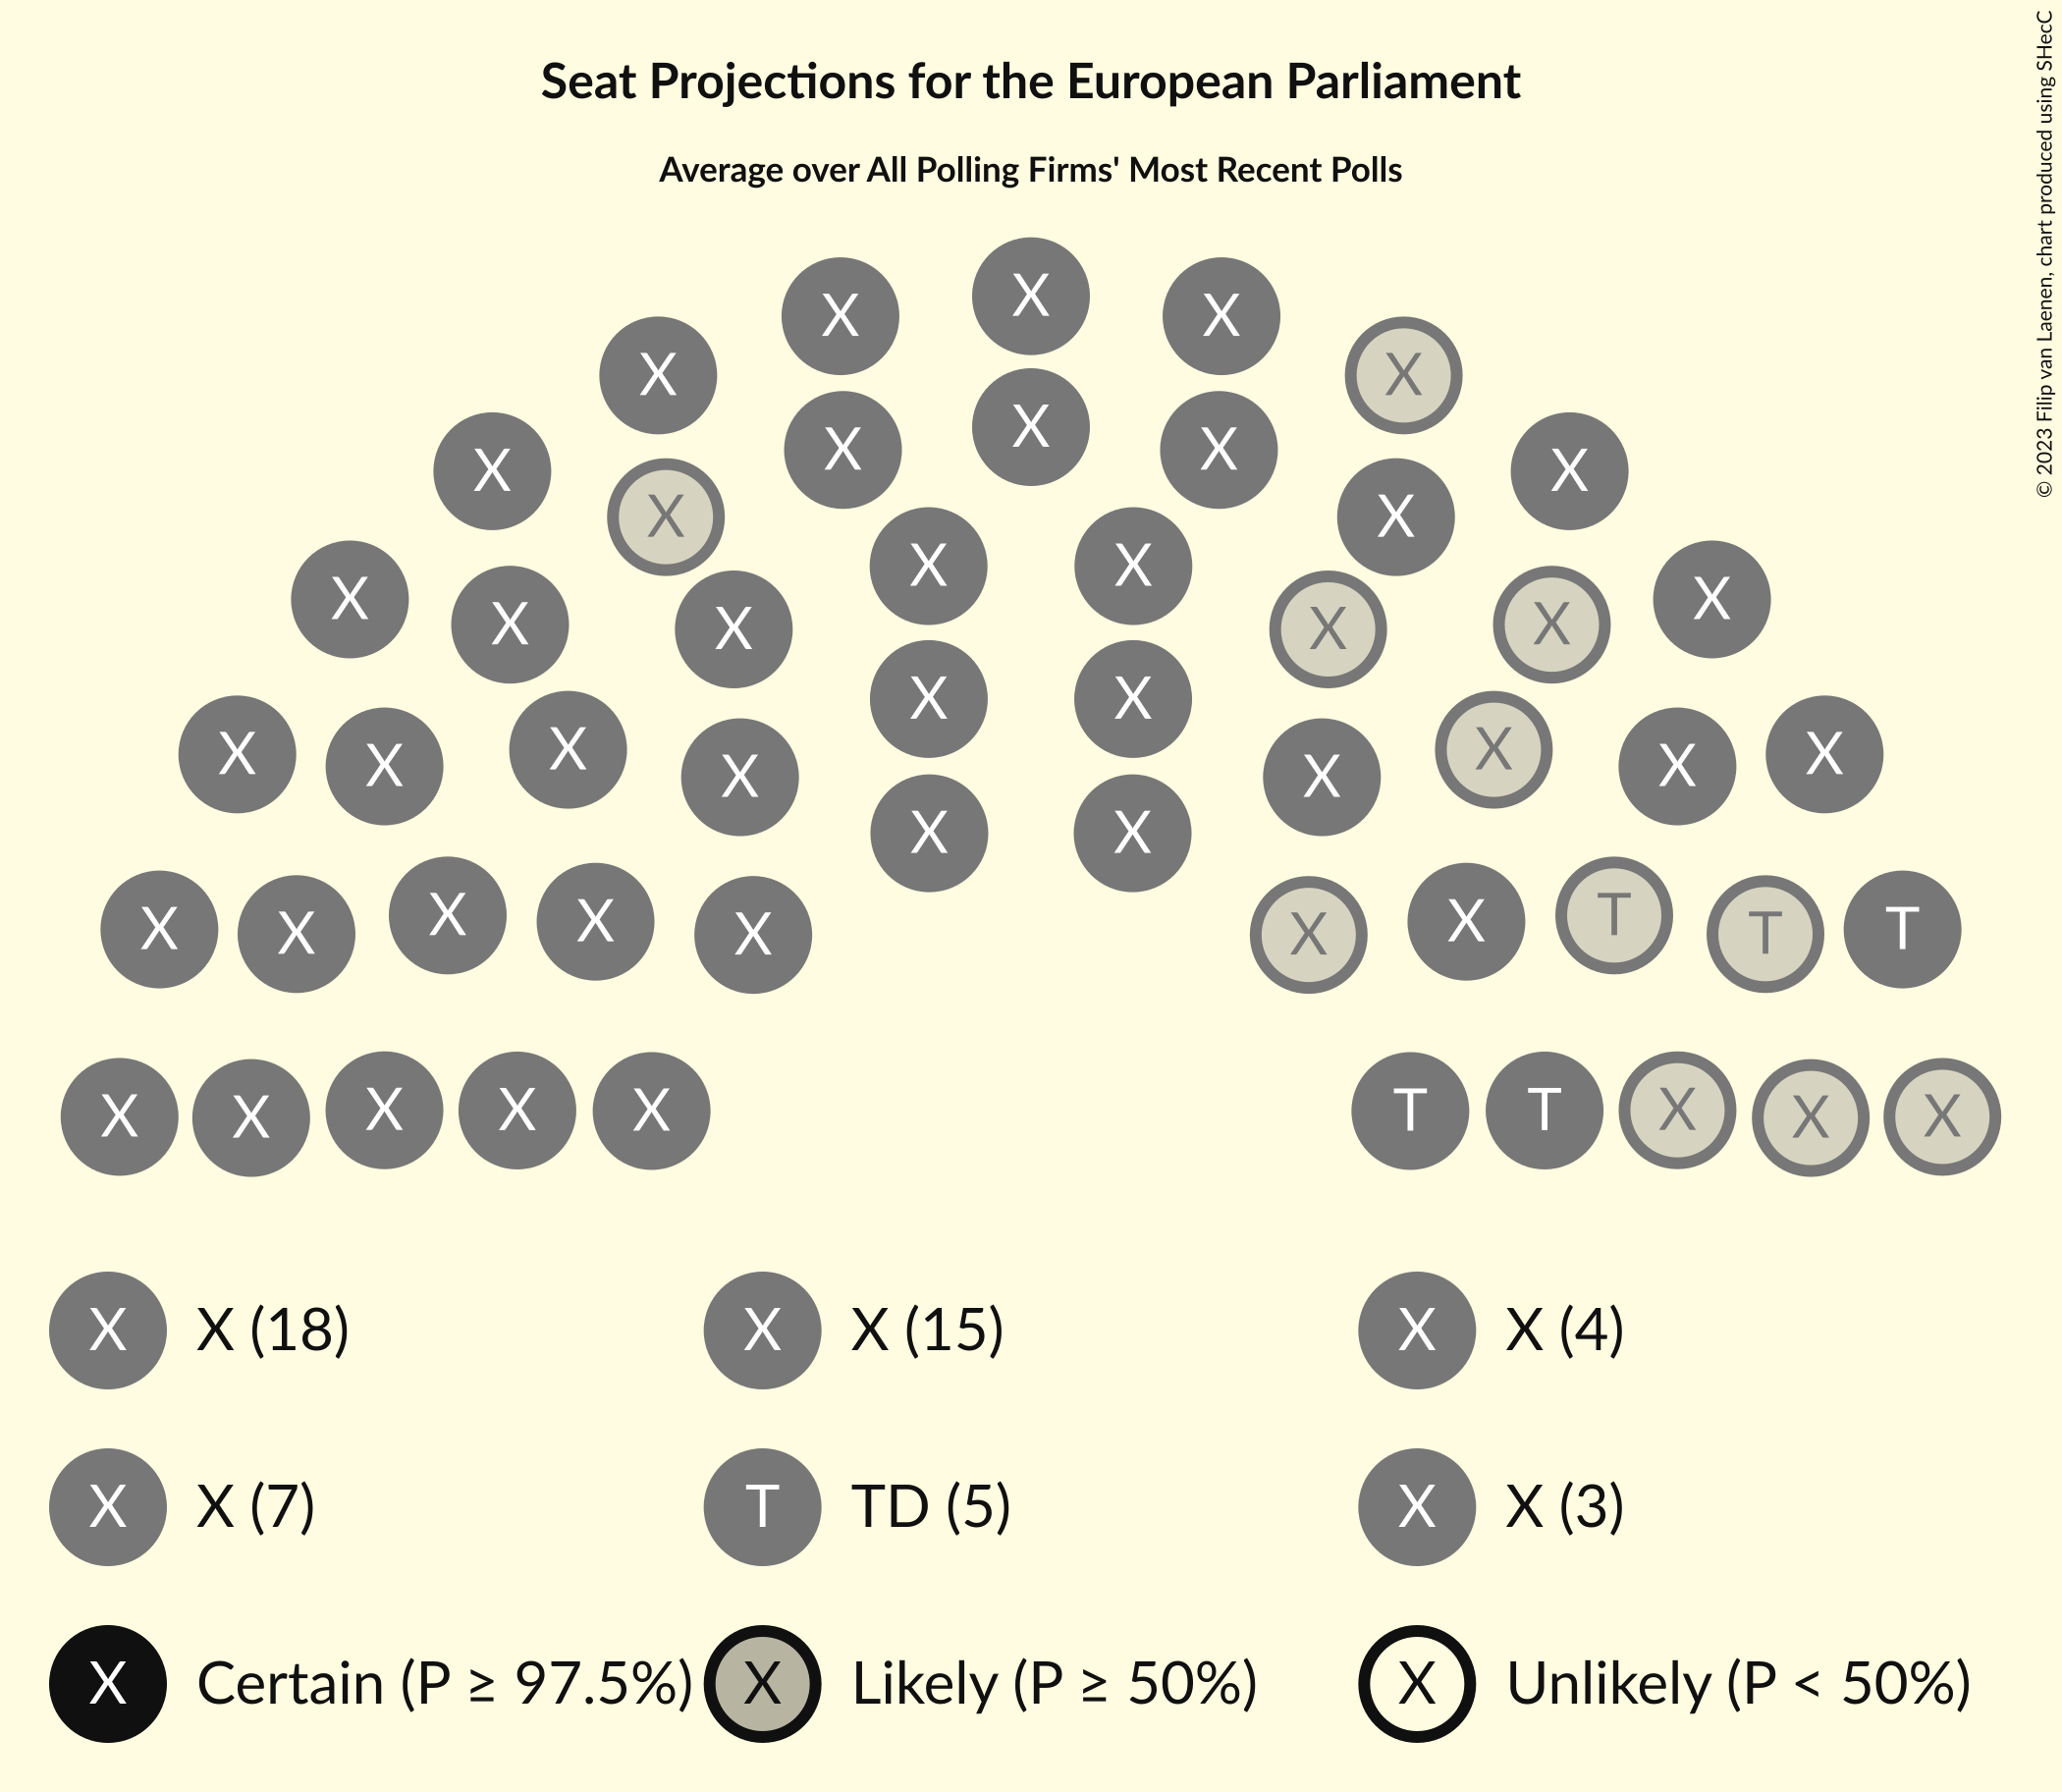 Seat Projections for the European Parliament
Average over All Polling Firms' Most Recent Polls
© 2023 Filip van Laenen, chart produced using SHecC
X
X X
X X
X X X
X X
X X
X X
X X
X X X X
X X
X X X X
X X
X X
X X X X
X X X X
X X
X X X X X X T T T
X X
X X X X X T T X X X
X X (18) X X (15) X X (4)
X X (7) T TD (5) X X (3)
X Certain (P ≥ 97.5%) X Likely (P ≥ 50%) X Unlikely (P < 50%)